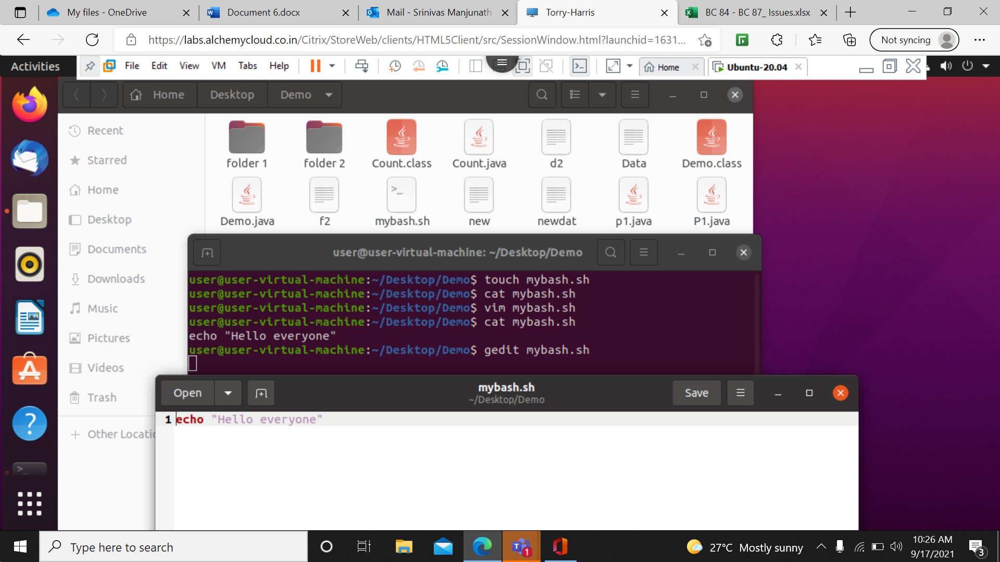 My files - OneDrive
Document 6.docx
Mail - Srinivas Manjunath
Torry-Harris
BC 84 - BC 87_ Issues.xlsx
https://labs.alchemycloud.co.in/Citrix/StoreWeb/clients/HTML5Client/src/SessionWindow.html?launchid=1631...
Not syncing
Activities
File Edit View VM Tabs Help
Home
Ubuntu-20.04
Home Desktop Demo
Recent
Starred
Home
Desktop
Documents
Downloads
Music
Pictures
Videos
Trash
folder 1 folder 2 Count.class Count.java d2 Data Demo.class
Demo.java f2 mybash.sh new newdat p1.java P1.java
user@user-virtual-machine: ~/Desktop/Demo
user@user-virtual-machine:~/Desktop/Demo$ touch mybash.sh
user@user-virtual-machine:~/Desktop/Demo$ cat mybash.sh
user@user-virtual-machine:~/Desktop/Demo$ vim mybash.sh
user@user-virtual-machine:~/Desktop/Demo$ cat mybash.sh
echo "Hello everyone"
user@user-virtual-machine:~/Desktop/Demo$ gedit mybash.sh
Open
mybash.sh
~/Desktop/Demo
Save
1 echo "Hello everyone"
Other
Type here to search
1
27°C Mostly sunny
10:26 AM
9/17/2021
3